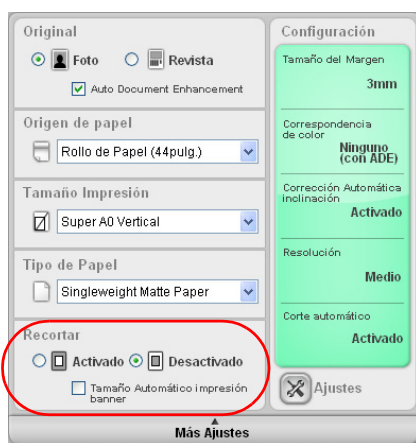 Original
Foto Revista
Auto Document Enhancement
Origen de papel
Rollo de Papel (44pulg.)
Tamaño Impresión
Super A0 Vertical
Tipo de Papel
Singleweight Matte Paper
Recortar
Activado Desactivado
Tamaño Automático impresión
banner
Configuración
Tamaño del Margen
3mm
Correspondencia
de color
Ninguno
(con ADE)
Corrección Automática
inclinación
Activado
Resolución
Medio
Corte automático
Activado
Ajustes
Más Ajustes